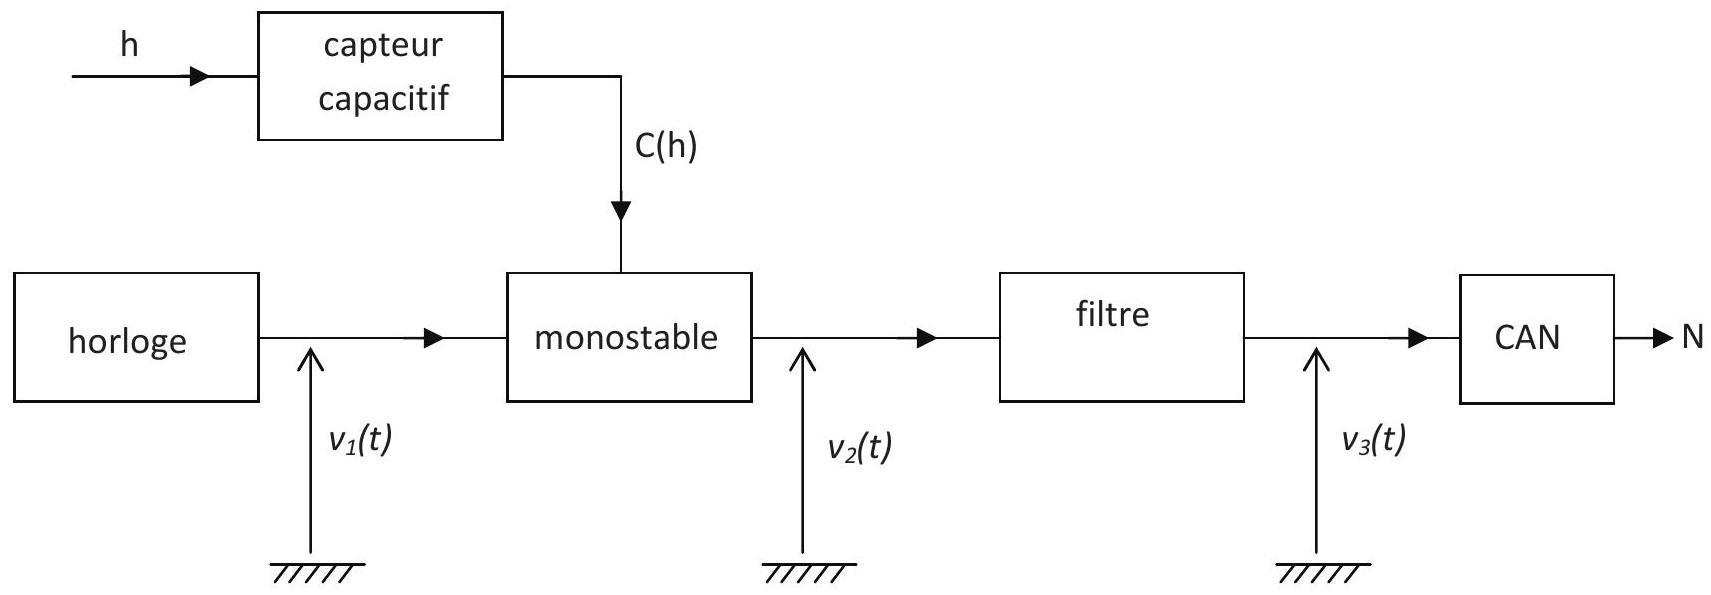 h
capteur
capacitif
C(h)
horloge
monostable
filtre
CAN
N
v₁(t)
v₂(t)
v₃(t)